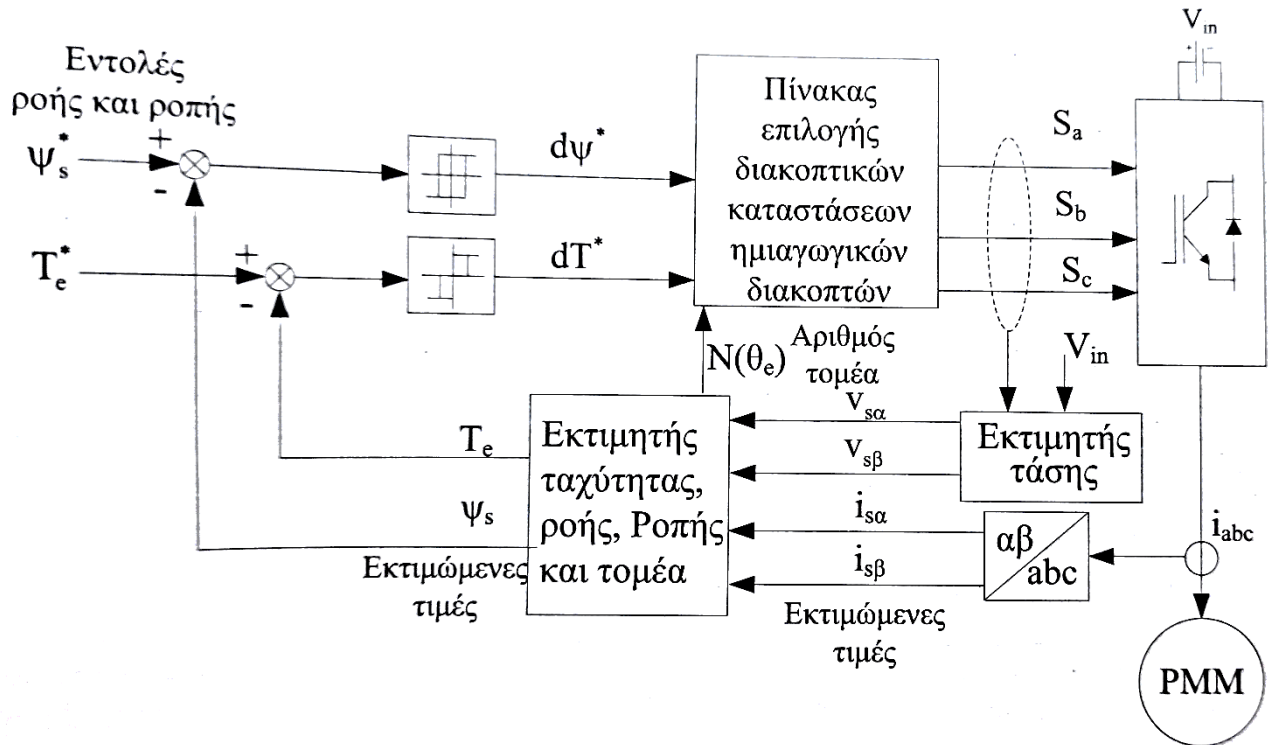 V_in
Εντολές
ροής και ροπής
ψ_s^*
+
-
dψ^*
T_e^*
+
-
dT^*
Πίνακας
επιλογής
διακοπτικών
καταστάσεων
ημιαγωγικών
διακοπτών
S_a
S_b
S_c
+
-
N(θ_e)
Αριθμός
τομέα
V_in
T_e
ψ_s
Εκτιμώμενες
τιμές
Εκτιμητής
ταχύτητας,
ροής, Ροπής
και τομέα
v_sα
v_sβ
i_sα
i_sβ
Εκτιμώμενες
τιμές
Εκτιμητής
τάσης
αβ
abc
i_abc
PMM